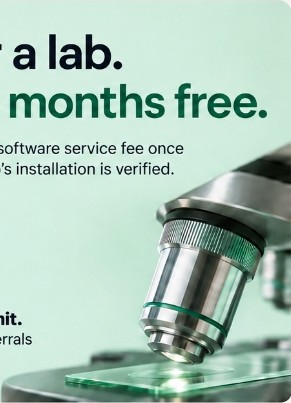 a lab.
months free.
software service fee once
's installation is verified.
nit.
errals